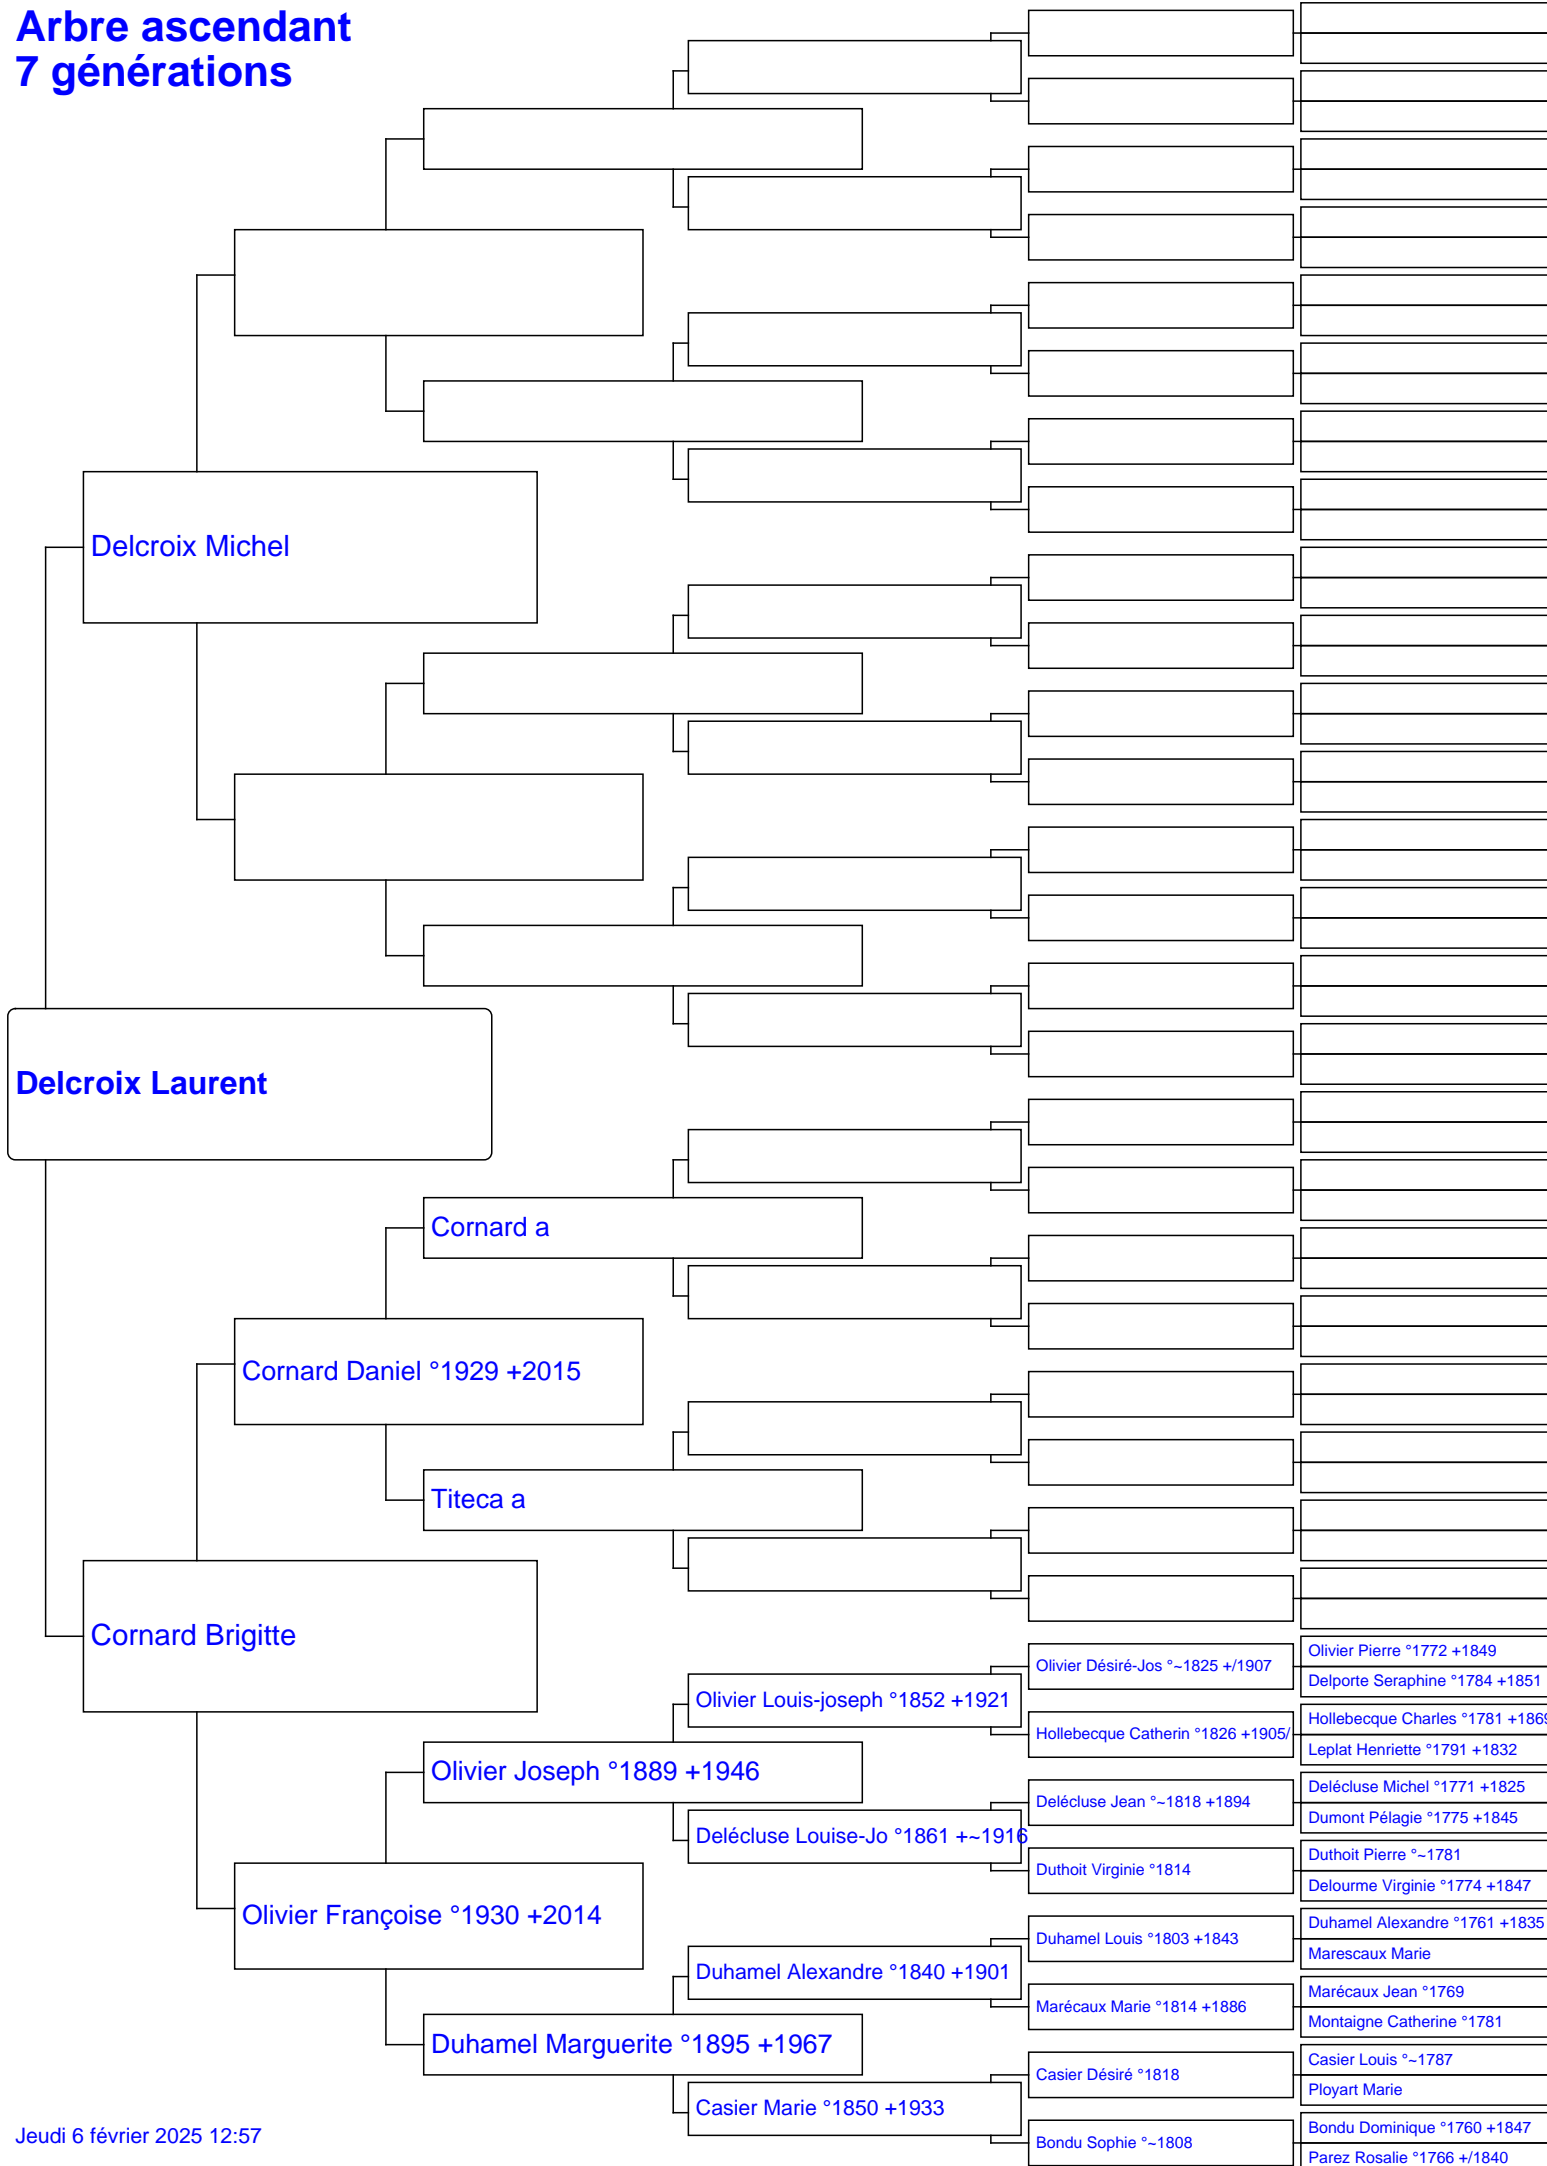 Arbre ascendant
7 générations
Delcroix Michel
Delcroix Laurent
Cornard a
Cornard Daniel °1929 +2015
Titeca a
Cornard Brigitte
Olivier Pierre °1772 +1849
Olivier Désiré-Jos °~1825 +/1907
Delporte Seraphine °1784 +1851
Olivier Louis-joseph °1852 +1921
Hollebecque Charles °1781 +1869
Hollebecque Catherin °1826 +1905/
Leplat Henriette °1791 +1832
Olivier Joseph °1889 +1946
Delécluse Michel °1771 +1825
Delécluse Jean °~1818 +1894
Dumont Pélagie °1775 +1845
Delécluse Louise-Jo °1861 +~1916
Duthoit Pierre °~1781
Duthoit Virginie °1814
Delourme Virginie °1774 +1847
Olivier Françoise °1930 +2014
Duhamel Alexandre °1761 +1835
Duhamel Louis °1803 +1843
Marescaux Marie
Duhamel Alexandre °1840 +1901
Marécaux Jean °1769
Marécaux Marie °1814 +1886
Montaigne Catherine °1781
Duhamel Marguerite °1895 +1967
Casier Louis °~1787
Casier Désiré °1818
Ployart Marie
Casier Marie °1850 +1933
Bondu Dominique °1760 +1847
Bondu Sophie °~1808
Parez Rosalie °1766 +/1840
Jeudi 6 février 2025 12:57